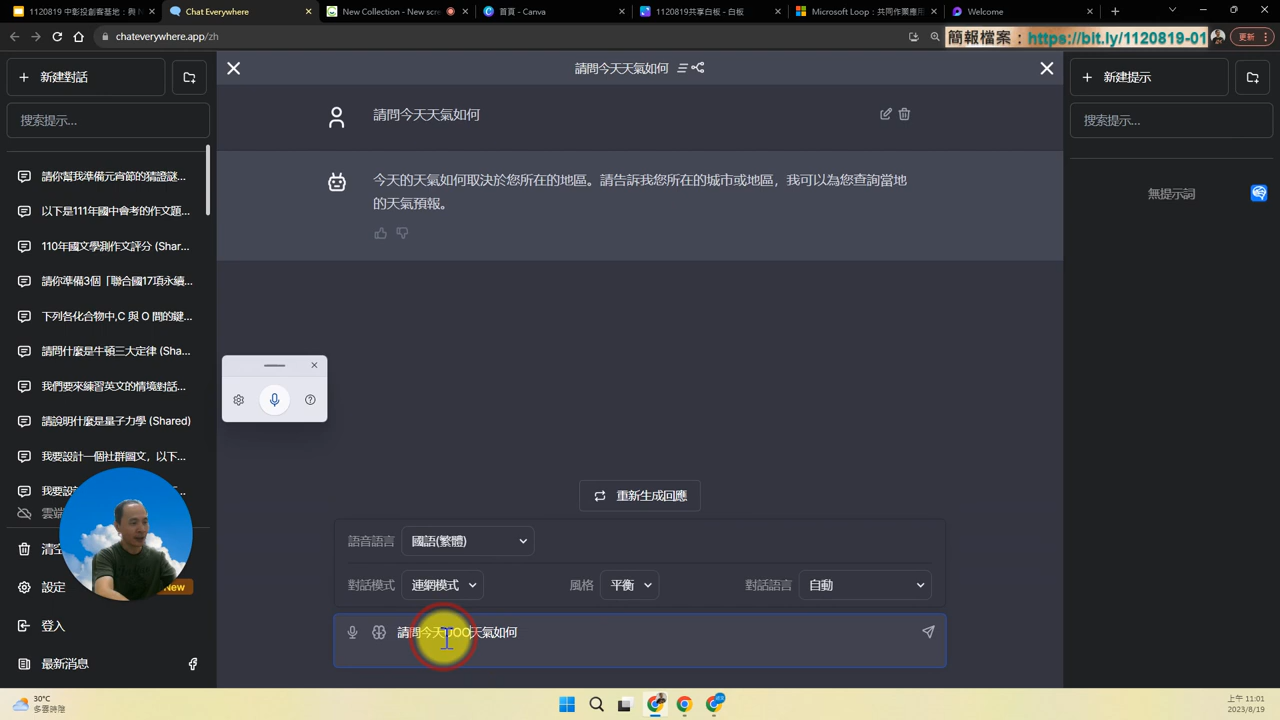 1120819 中彰投創客基地：與 N
Chat Everywhere
New Collection - New scre
首頁 - Canva
1120819共享白板 - 白板
Microsoft Loop：共同作業應用
Welcome
chateverywhere.app/zh
簡報檔案：https://bit.ly/1120819-01
更新
新建對話
請問今天天氣如何
新建提示
搜索提示...
搜索提示...
請問今天天氣如何
今天的天氣如何取決於您所在的地區。請告訴我您所在的城市或地區，我可以為您查詢當地
的天氣預報。
無提示詞
請你幫我準備元宵節的猜證謎...
以下是111年國中會考的作文題...
110年國文學測作文評分 (Shar...
請你準備3個「聯合國17項永續...
下列各化合物中,C 與 O 間的鍵...
請問什麼是牛頓三大定律 (Sha...
我們要來練習英文的情境對話...
請說明什麼是量子力學 (Shared)
我要設計一個社群圖文，以下...
我要設
雲端
清空
設定
New
登入
最新消息
重新生成回應
語音語言
國語(繁體)
對話模式
連網模式
風格
平衡
對話語言
自動
請問今天OOO天氣如何
30°C
多雲時陰
上午 11:01
2023/8/19